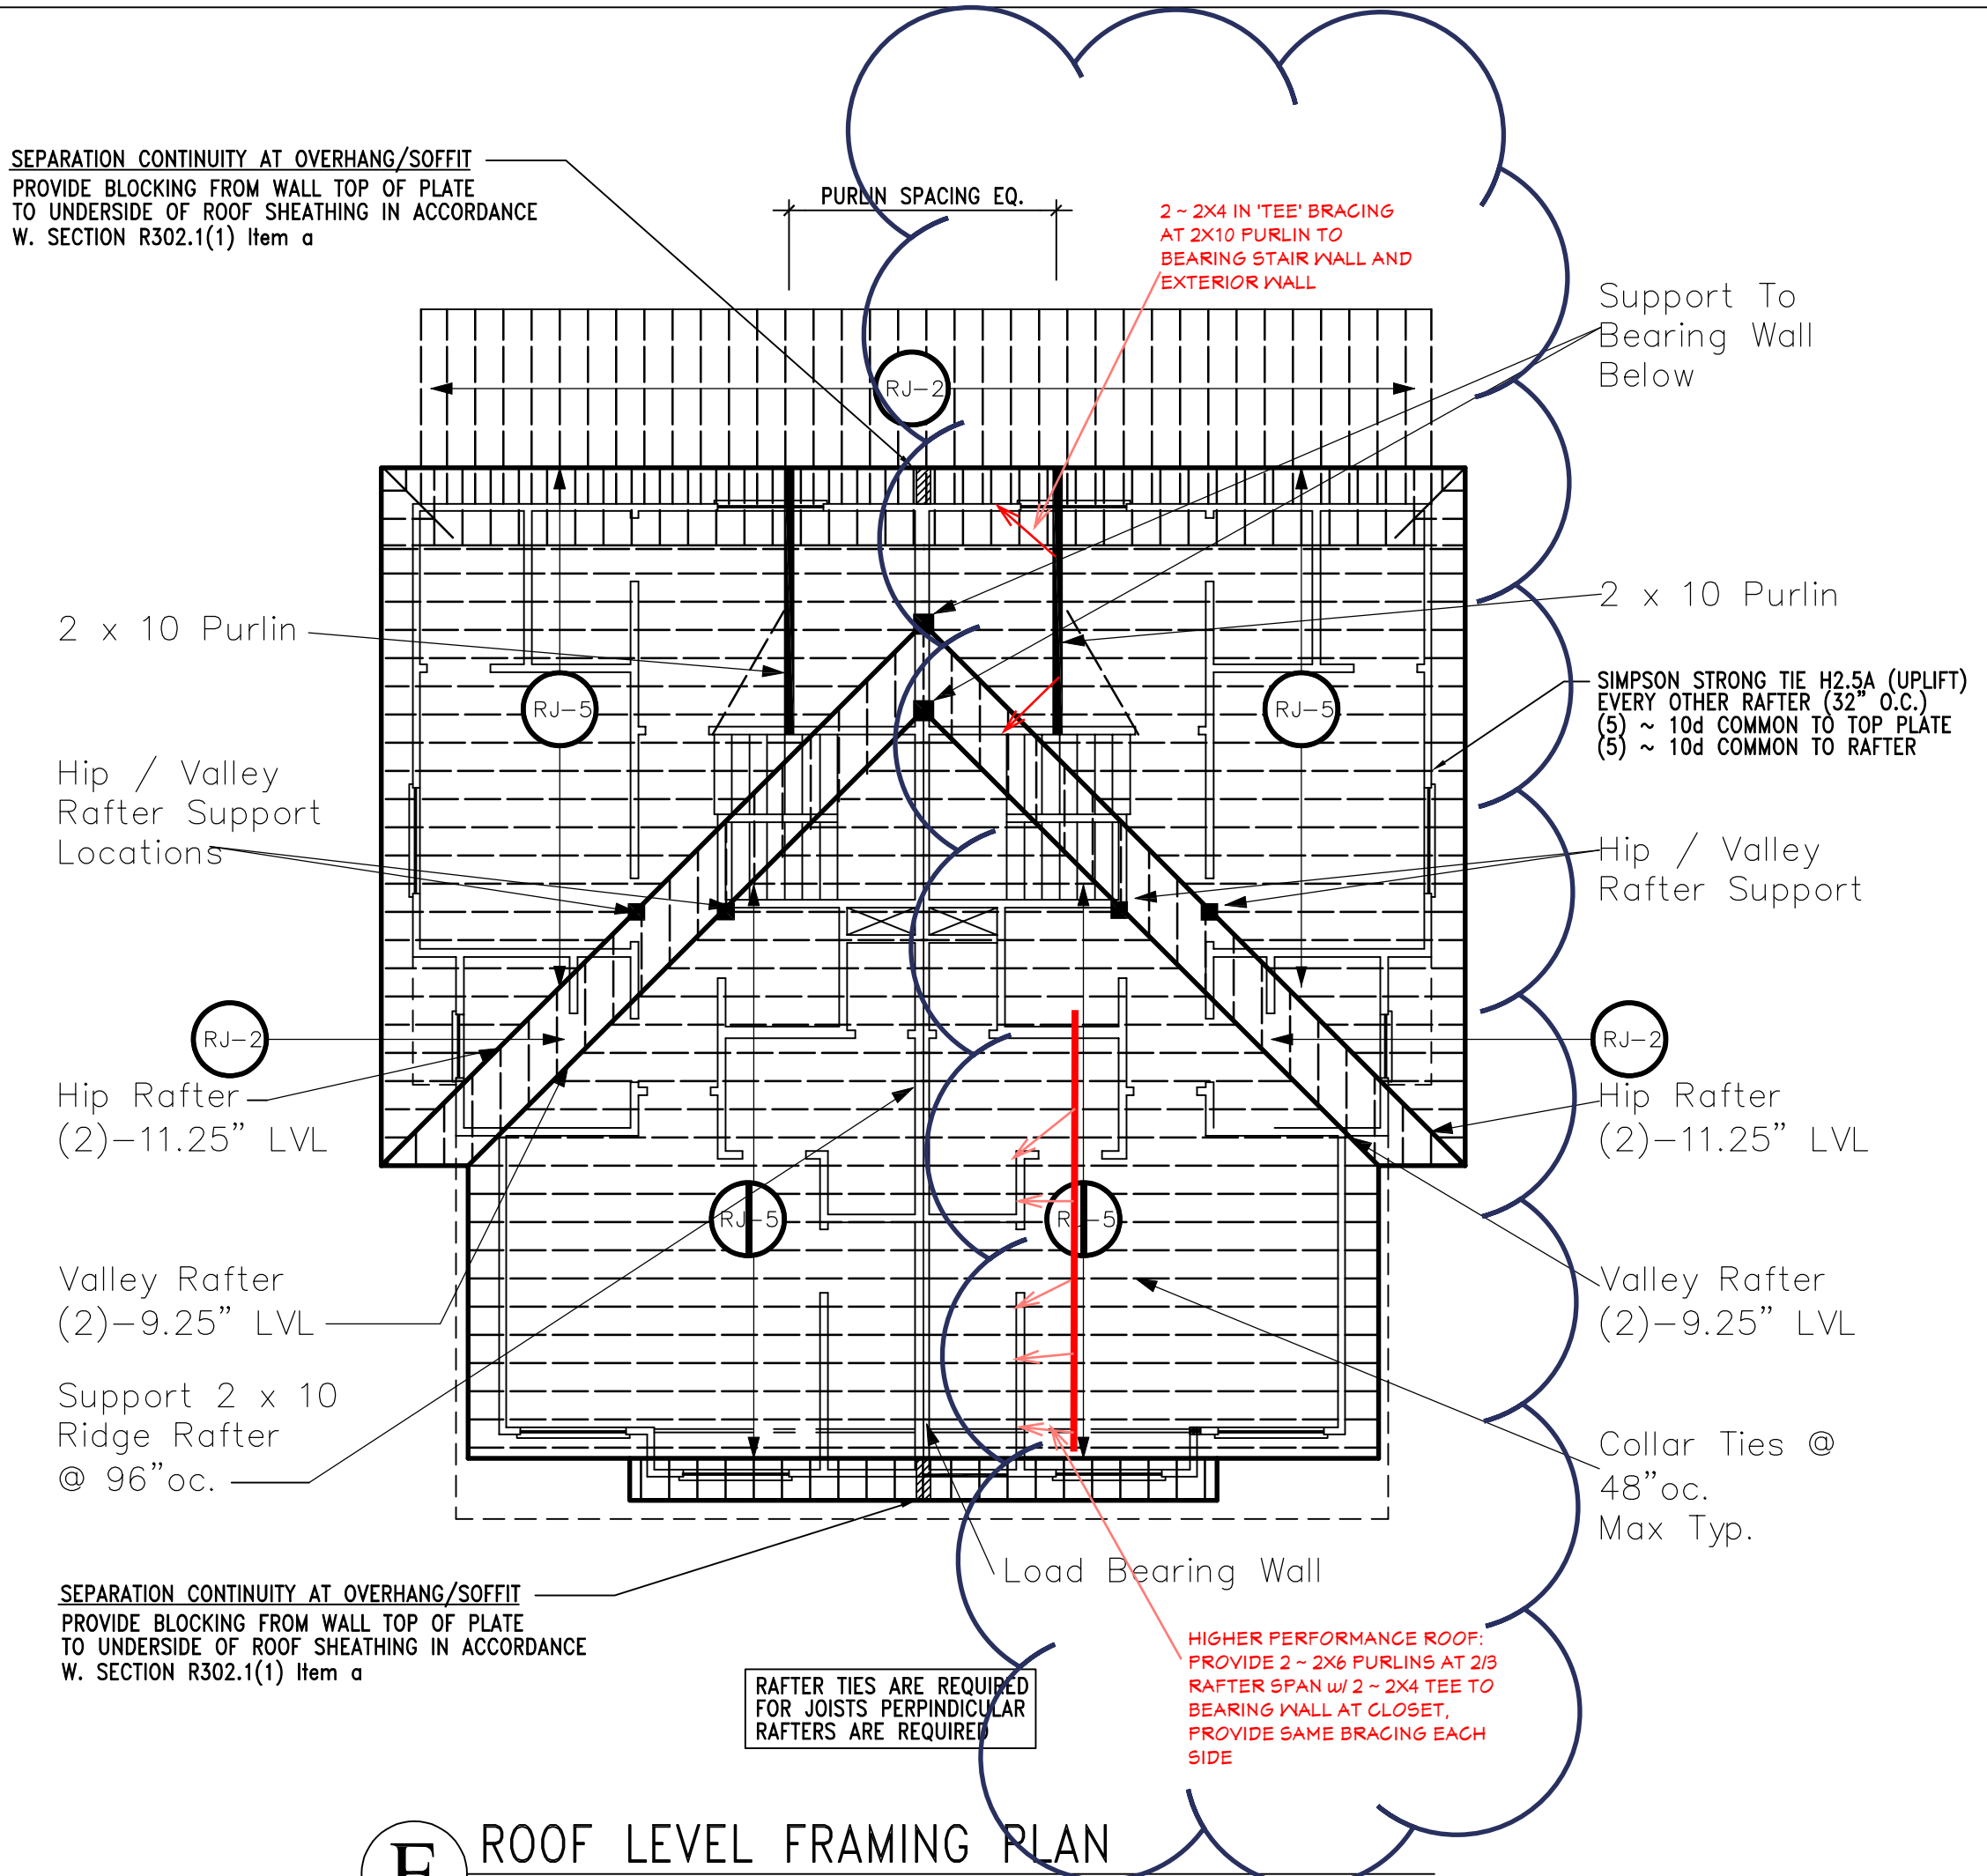 SEPARATION CONTINUITY AT OVERHANG/SOFFIT
PROVIDE BLOCKING FROM WALL TOP OF PLATE
TO UNDERSIDE OF ROOF SHEATHING IN ACCORDANCE
W. SECTION R302.1(1) Item a
PURLIN SPACING EQ.
2 ~ 2X4 IN 'TEE' BRACING
AT 2X10 PURLIN TO
BEARING STAIR WALL AND
EXTERIOR WALL
Support To
Bearing Wall
Below
RJ-2
2 x 10 Purlin
2 x 10 Purlin
RJ-5
RJ-5
SIMPSON STRONG TIE H2.5A (UPLIFT)
EVERY OTHER RAFTER (32" O.C.)
(5) ~ 10d COMMON TO TOP PLATE
(5) ~ 10d COMMON TO RAFTER
Hip / Valley
Rafter Support
Locations
Hip / Valley
Rafter Support
RJ-2
RJ-2
Hip Rafter
(2)-11.25" LVL
Hip Rafter
(2)-11.25" LVL
RJ-5
RJ-5
Valley Rafter
(2)-9.25" LVL
Valley Rafter
(2)-9.25" LVL
Support 2 x 10
Ridge Rafter
@ 96"oc.
Collar Ties @
48"oc.
Max Typ.
Load Bearing Wall
SEPARATION CONTINUITY AT OVERHANG/SOFFIT
PROVIDE BLOCKING FROM WALL TOP OF PLATE
TO UNDERSIDE OF ROOF SHEATHING IN ACCORDANCE
W. SECTION R302.1(1) Item a
RAFTER TIES ARE REQUIRED
FOR JOISTS PERPINDICULAR
RAFTERS ARE REQUIRED
HIGHER PERFORMANCE ROOF:
PROVIDE 2 ~ 2X6 PURLINS AT 2/3
RAFTER SPAN w/ 2 ~ 2X4 TEE TO
BEARING WALL AT CLOSET,
PROVIDE SAME BRACING EACH
SIDE
ROOF LEVEL FRAMING PLAN